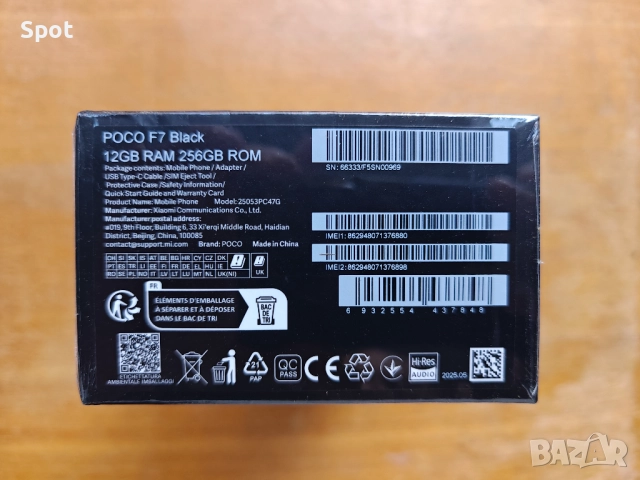 Spot
POCO F7 Black
12GB RAM 256GB ROM
Package contents: Mobile Phone / Adapter /
USB Type-C Cable /SIM Eject Tool /
Protective Case /Safety Information/
Quick Start Guide and Warranty Card
Product Name: Mobile Phone Model: 25053PC47G
Manufacturer: Xiaomi Communications Co., Ltd.
Manufacturer postal address:
#019, 9th Floor, Building 6, 33 Xi'erqi Middle Road, Haidian
District, Beijing, China, 100085
contact@support.mi.com Brand: POCO Made in China
SN: 66333/F5SN00969
IMEI1: 862948071376880
IMEI2: 862948071376898
6 932554 437848
CH SI SK IS AT BE BG HR CY CZ DK
PT ES TR LI EE FI FR DE EL HU IE
RO SE PL NO IT LV LT LU MT NL UK(NI)
IE
UK
FR
ÉLÉMENTS D'EMBALLAGE
À SÉPARER ET À DÉPOSER
DANS LE BAC DE TRI
BAC
DE
TRI
ETICHETTATURA
AMBIENTALE IMBALLAGGI
21
PAP
QC
PASS
CE
Hi-Res
AUDIO
2025.05
BAZAR